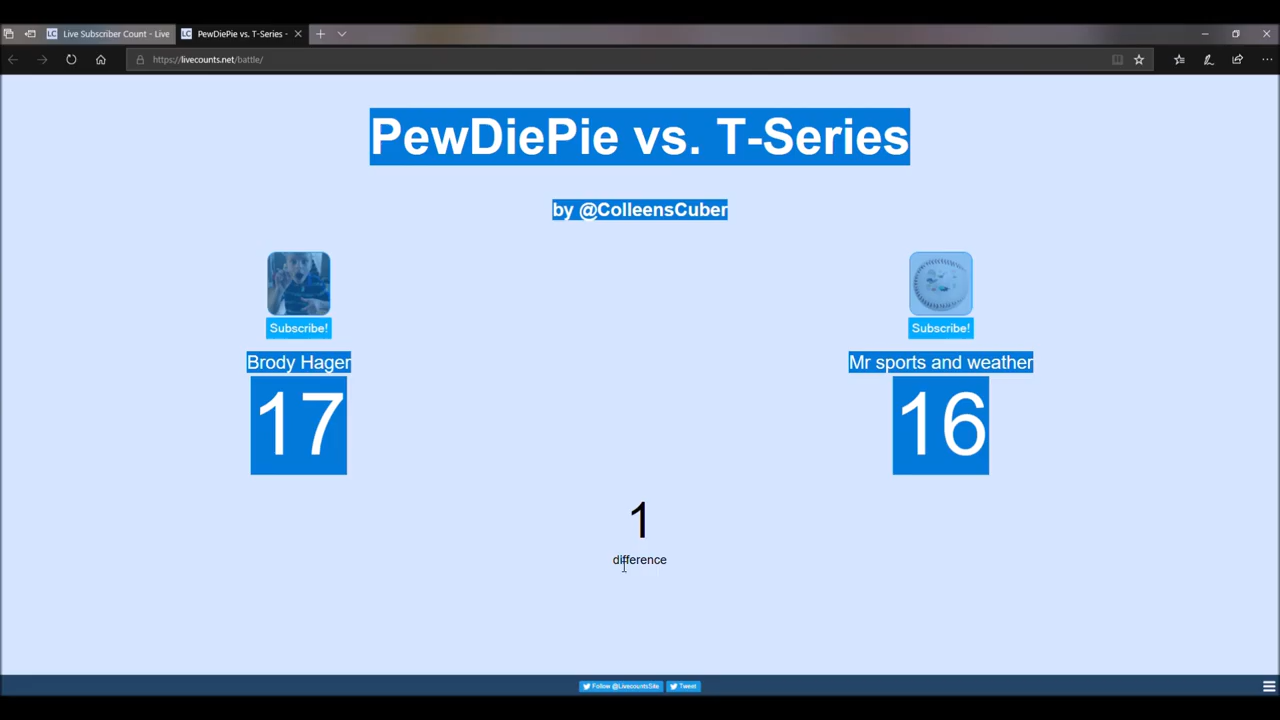 Live Subscriber Count - Live
PewDiePie vs. T-Series -
https://livecounts.net/battle/
PewDiePie vs. T-Series
by @ColleensCuber
Subscribe!
Subscribe!
Brody Hager
Mr sports and weather
17
16
1
difference
Follow @LivecountsSite
Tweet